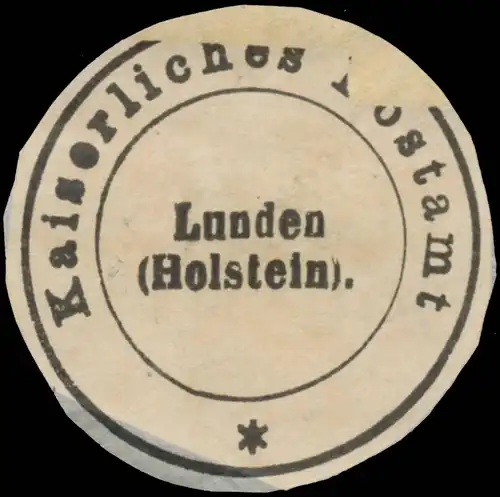 Kaiserliches Postamt
Lunden
(Holstein).
*